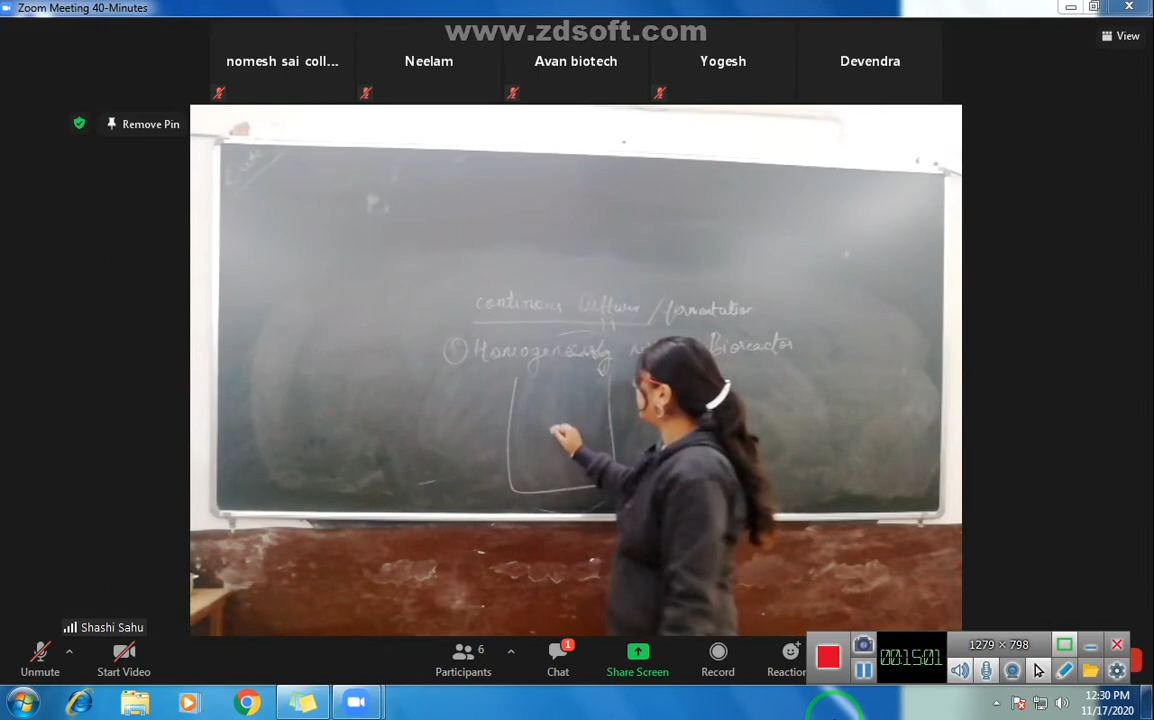 Zoom Meeting 40-Minutes
www.zdsoft.com
View
nomesh sai coll...
Neelam
Avan biotech
Yogesh
Devendra
Remove Pin
continous culture / fermentation
① Homogeneously Bioreactor
Shashi Sahu
Unmute
Start Video
6
Participants
1
Chat
Share Screen
Record
Reaction
00:15:01
1279 × 798
12:30 PM
11/17/2020